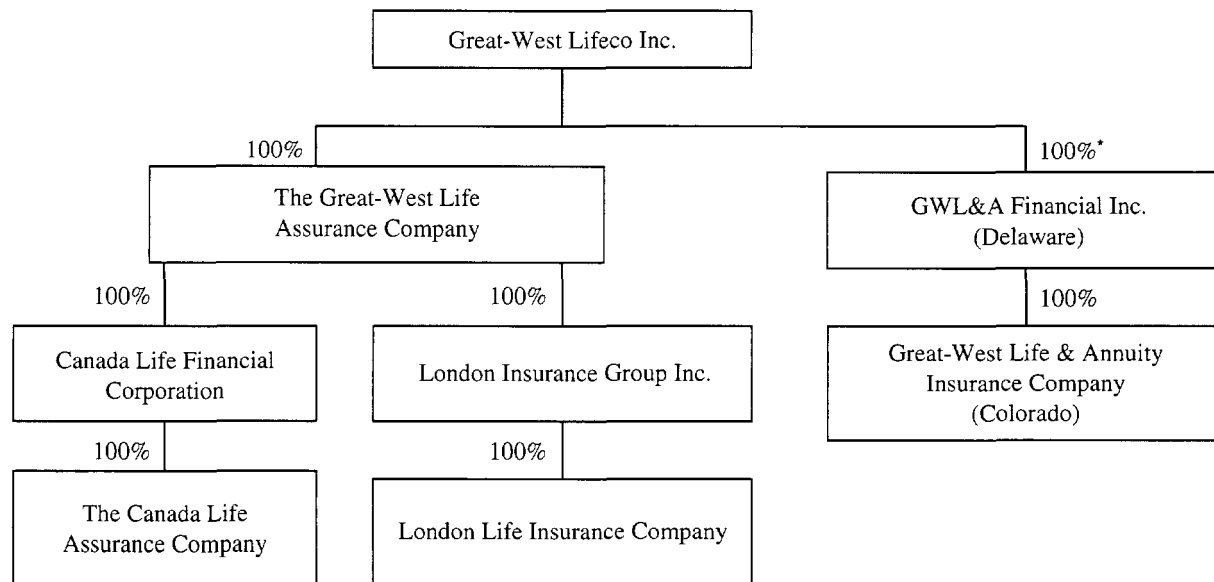 Great-West Lifeco Inc.
100%
100%*
The Great-West Life
Assurance Company
GWL&A Financial Inc.
(Delaware)
100%
100%
100%
Canada Life Financial
Corporation
London Insurance Group Inc.
Great-West Life & Annuity
Insurance Company
(Colorado)
100%
100%
The Canada Life
Assurance Company
London Life Insurance Company